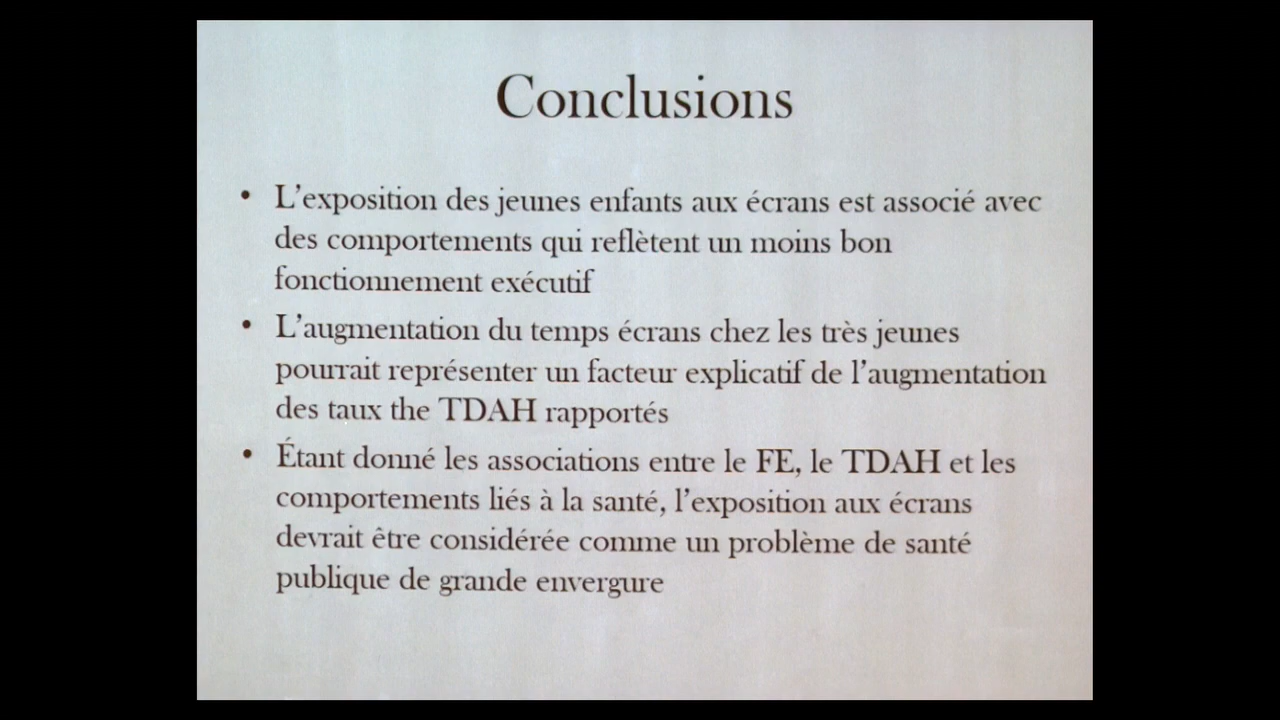 Conclusions
• L'exposition des jeunes enfants aux écrans est associé avec
des comportements qui reflètent un moins bon
fonctionnement exécutif
• L'augmentation du temps écrans chez les très jeunes
pourrait représenter un facteur explicatif de l'augmentation
des taux the TDAH rapportés
• Étant donné les associations entre le FE, le TDAH et les
comportements liés à la santé, l'exposition aux écrans
devrait être considérée comme un problème de santé
publique de grande envergure